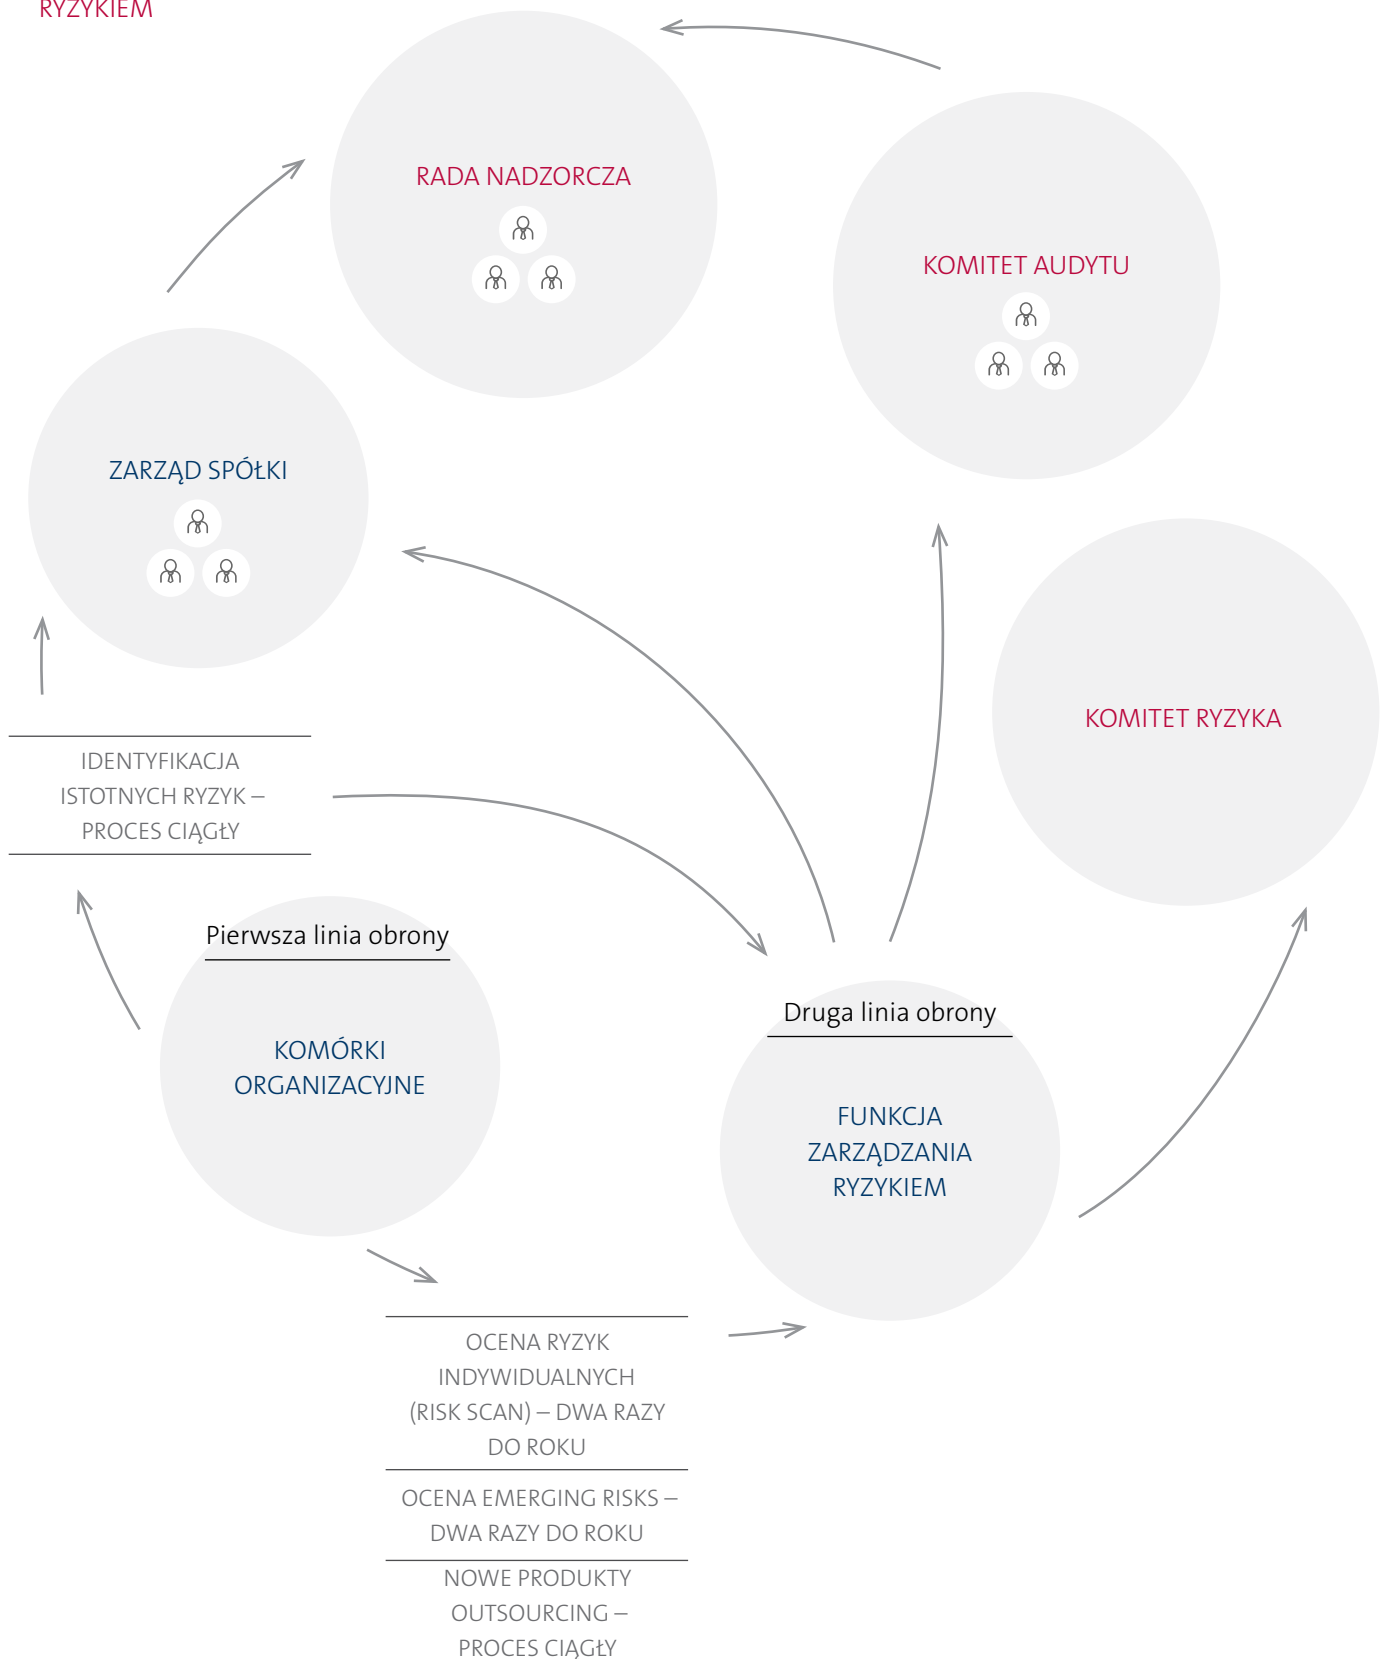 RYZYKIEM
RADA NADZORCZA
KOMITET AUDYTU
ZARZĄD SPÓŁKI
KOMITET RYZYKA
IDENTYFIKACJA
ISTOTNYCH RYZYK –
PROCES CIĄGŁY
Pierwsza linia obrony
KOMÓRKI
ORGANIZACYJNE
Druga linia obrony
FUNKCJA
ZARZĄDZANIA
RYZYKIEM
OCENA RYZYK
INDYWIDUALNYCH
(RISK SCAN) – DWA RAZY
DO ROKU
OCENA EMERGING RISKS –
DWA RAZY DO ROKU
NOWE PRODUKTY
OUTSOURCING –
PROCES CIĄGŁY